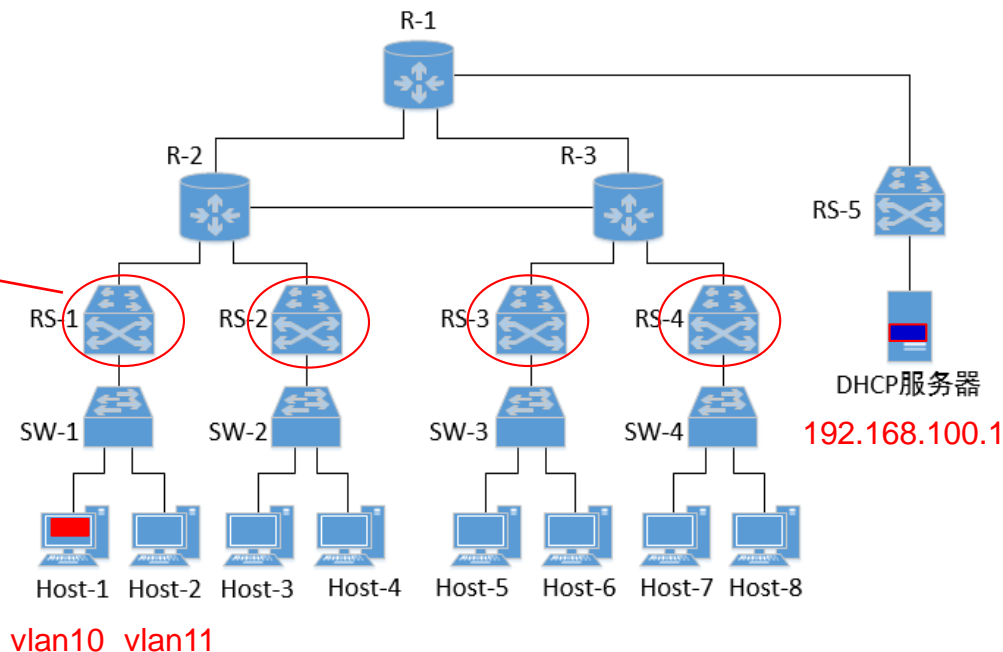 R-1
R-2
R-3
RS-5
RS-1
RS-2
RS-3
RS-4
DHCP服务器
192.168.100.1
SW-1
SW-2
SW-3
SW-4
Host-1
Host-2
Host-3
Host-4
Host-5
Host-6
Host-7
Host-8
vlan10
vlan11